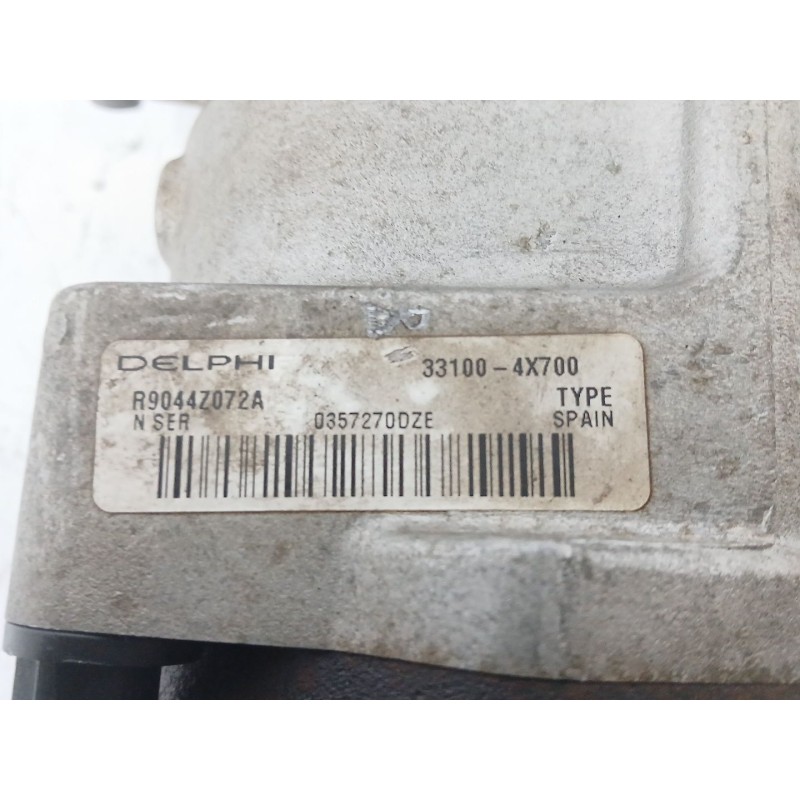 DELPHI 33100-4X700
R9044Z072A TYPE
N SER 0357270DZE SPAIN